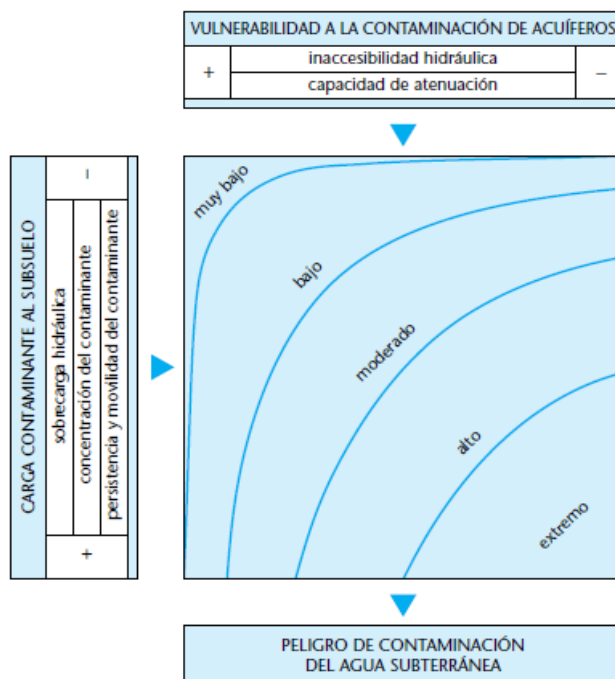 VULNERABILIDAD A LA CONTAMINACIÓN DE ACUÍFEROS
+
inaccesibilidad hidráulica
capacidad de atenuación
–
CARGA CONTAMINANTE AL SUBSUELO
–
sobrecarga hidráulica
concentración del contaminante
persistencia y movilidad del contaminante
+
muy bajo
bajo
moderado
alto
extremo
PELIGRO DE CONTAMINACIÓN
DEL AGUA SUBTERRÁNEA